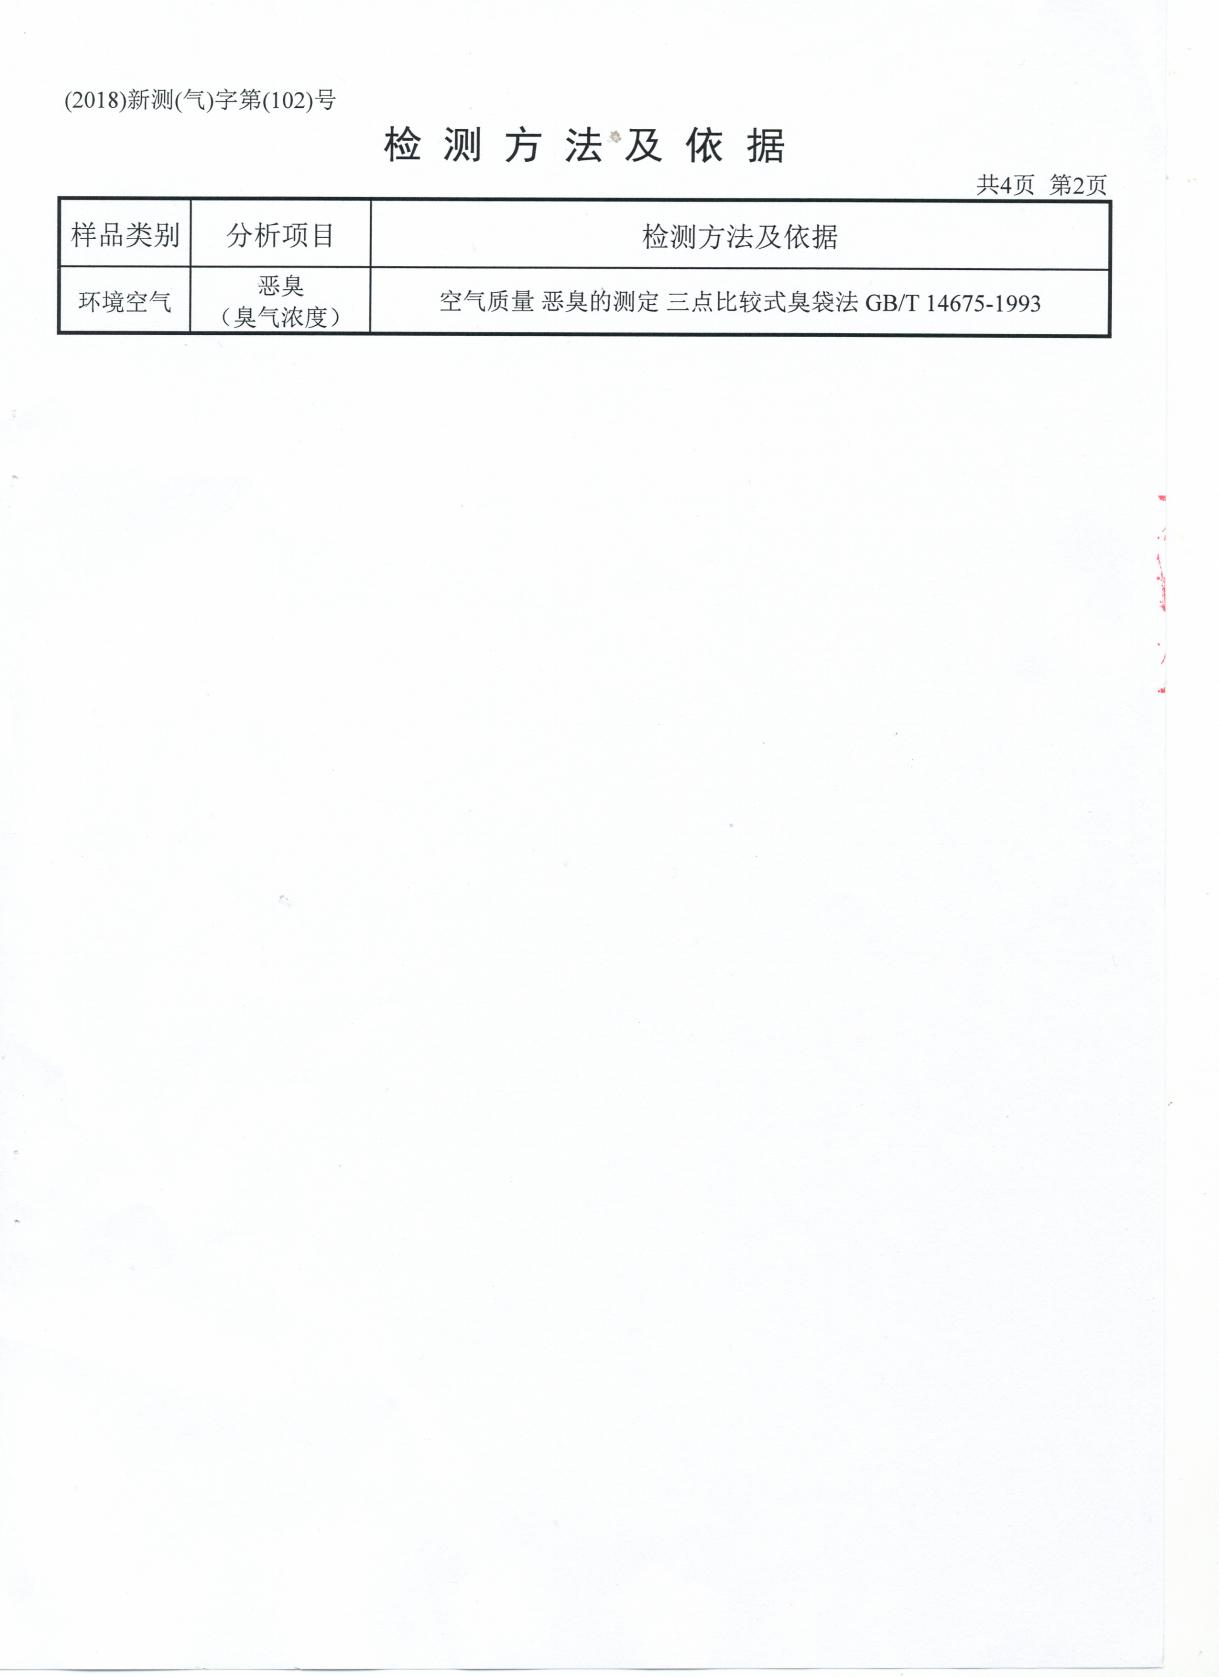 (2018)新测(气)字第(102)号
检测方法及依据
共4页 第2页
样品类别 分析项目 检测方法及依据
环境空气 恶臭 空气质量 恶臭的测定 三点比较式臭袋法 GB/T 14675-1993
（臭气浓度）